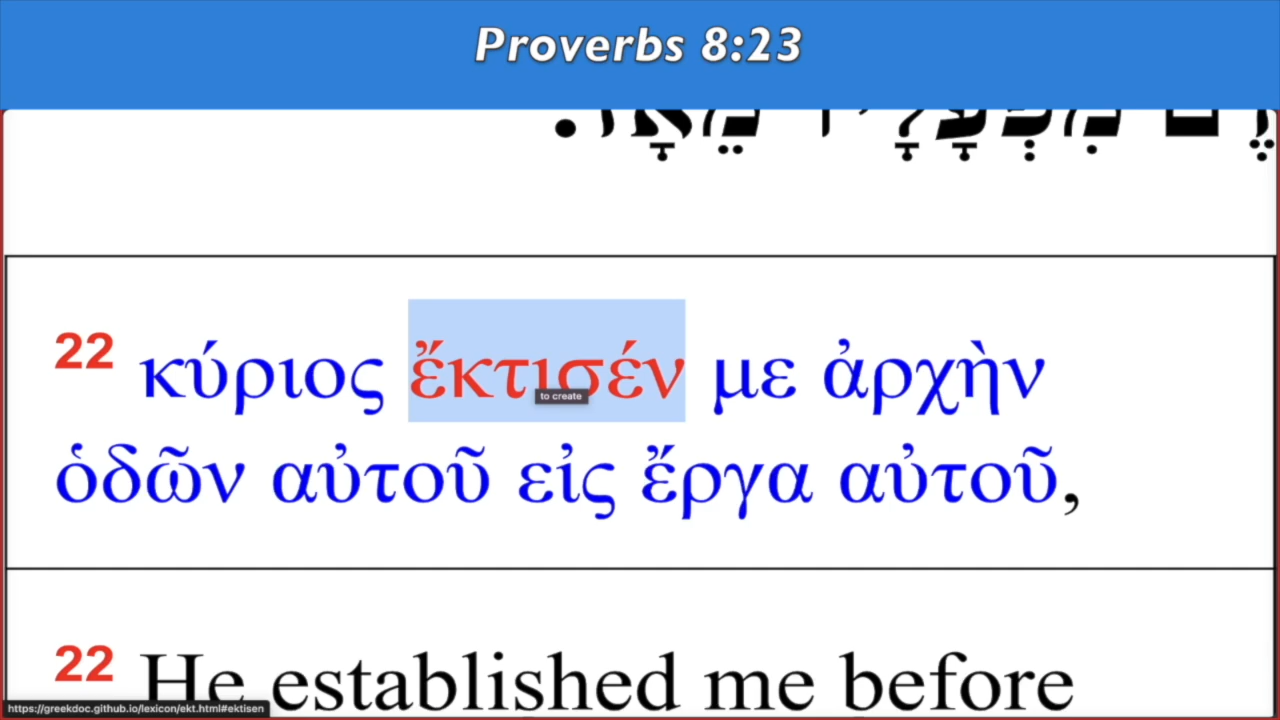 Proverbs 8:23
קֶדֶם מִפְעָלָיו מֵאָז׃
22 κύριος ἔκτισέν με ἀρχὴν
to create
ὁδῶν αὐτοῦ εἰς ἔργα αὐτοῦ,
22 He established me before
https://greekdoc.github.io/lexicon/ekt.html#ektisen